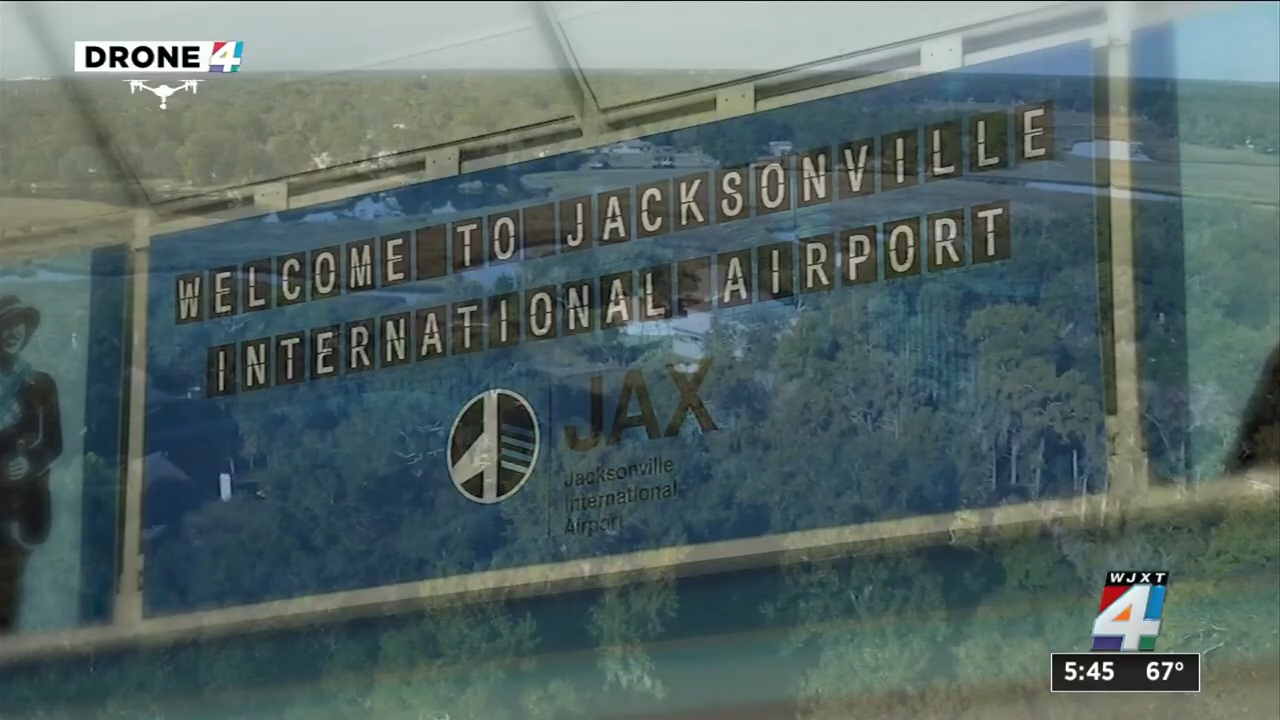 DRONE 4
WELCOME TO JACKSONVILLE
INTERNATIONAL AIRPORT
JAX
Jacksonville
International
Airport
WJXT
4
5:45 67°